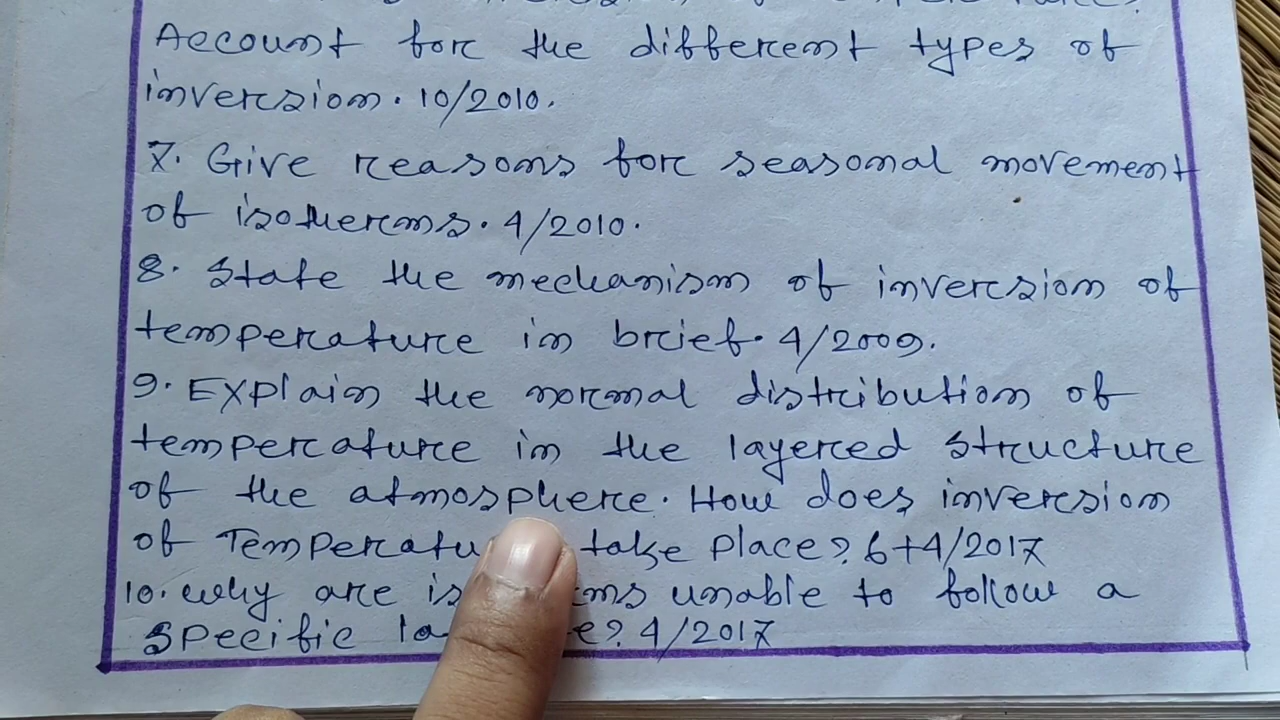 Account for the different types of
inversion. 10/2010.
7. Give reasons for seasonal movement
of isotherms. 4/2010.
8. State the mechanism of inversion of
temperature in brief. 4/2009.
9. Explain the normal distribution of
temperature in the layered structure
of the atmosphere. How does inversion
of Temperatu take place? 6+4/2017
10. why are is ms unable to follow a
specific la e? 4/2017